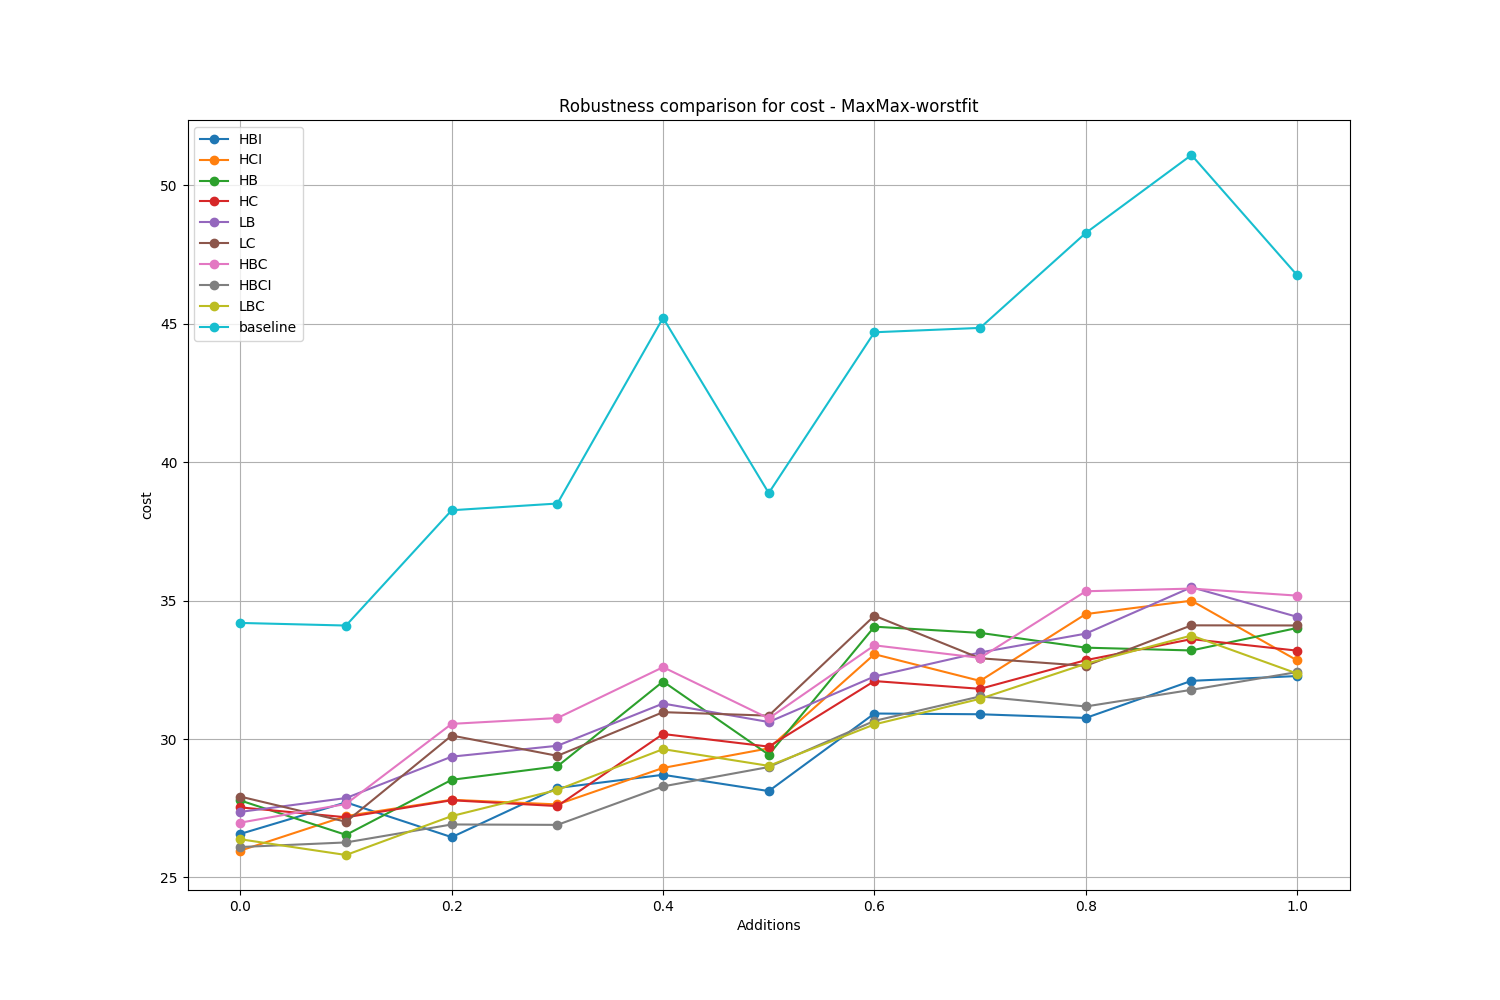 Robustness comparison for cost - MaxMax-worstfit
HBI
HCI
HB
HC
LB
LC
HBC
HBCI
LBC
baseline
50
45
40
35
30
25
cost
0.0 0.2 0.4 0.6 0.8 1.0
Additions